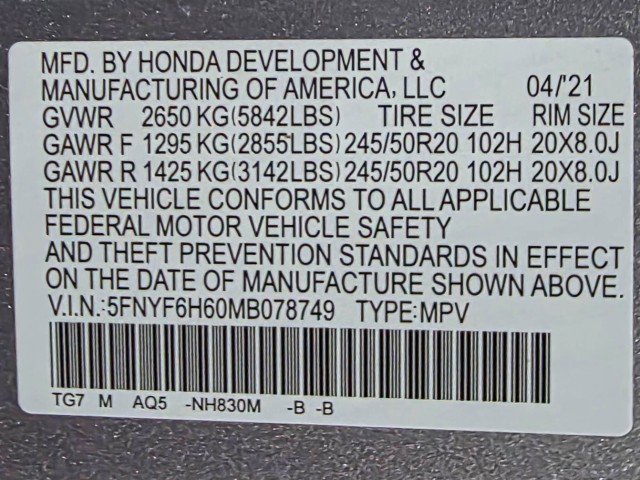 MFD. BY HONDA DEVELOPMENT &
MANUFACTURING OF AMERICA, LLC 04/'21
GVWR 2650 KG(5842LBS) TIRE SIZE RIM SIZE
GAWR F 1295 KG(2855LBS) 245/50R20 102H 20X8.0J
GAWR R 1425 KG(3142LBS) 245/50R20 102H 20X8.0J
THIS VEHICLE CONFORMS TO ALL APPLICABLE
FEDERAL MOTOR VEHICLE SAFETY
AND THEFT PREVENTION STANDARDS IN EFFECT
ON THE DATE OF MANUFACTURE SHOWN ABOVE.
V.I.N.:5FNYF6H60MB078749 TYPE:MPV
TG7 M AQ5 -NH830M -B -B